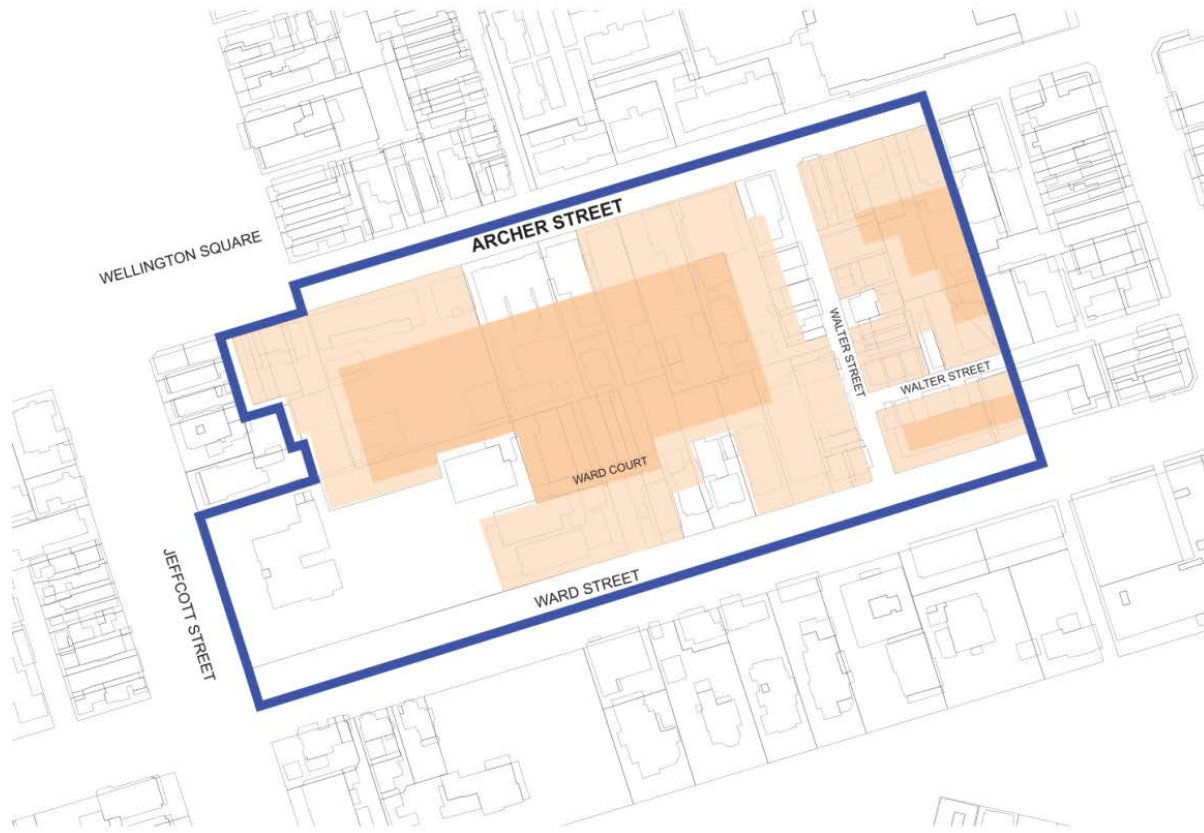 WELLINGTON SQUARE
ARCHER STREET
WALTER STREET
WALTER STREET
WARD COURT
WARD STREET
JEFFCOTT STREET